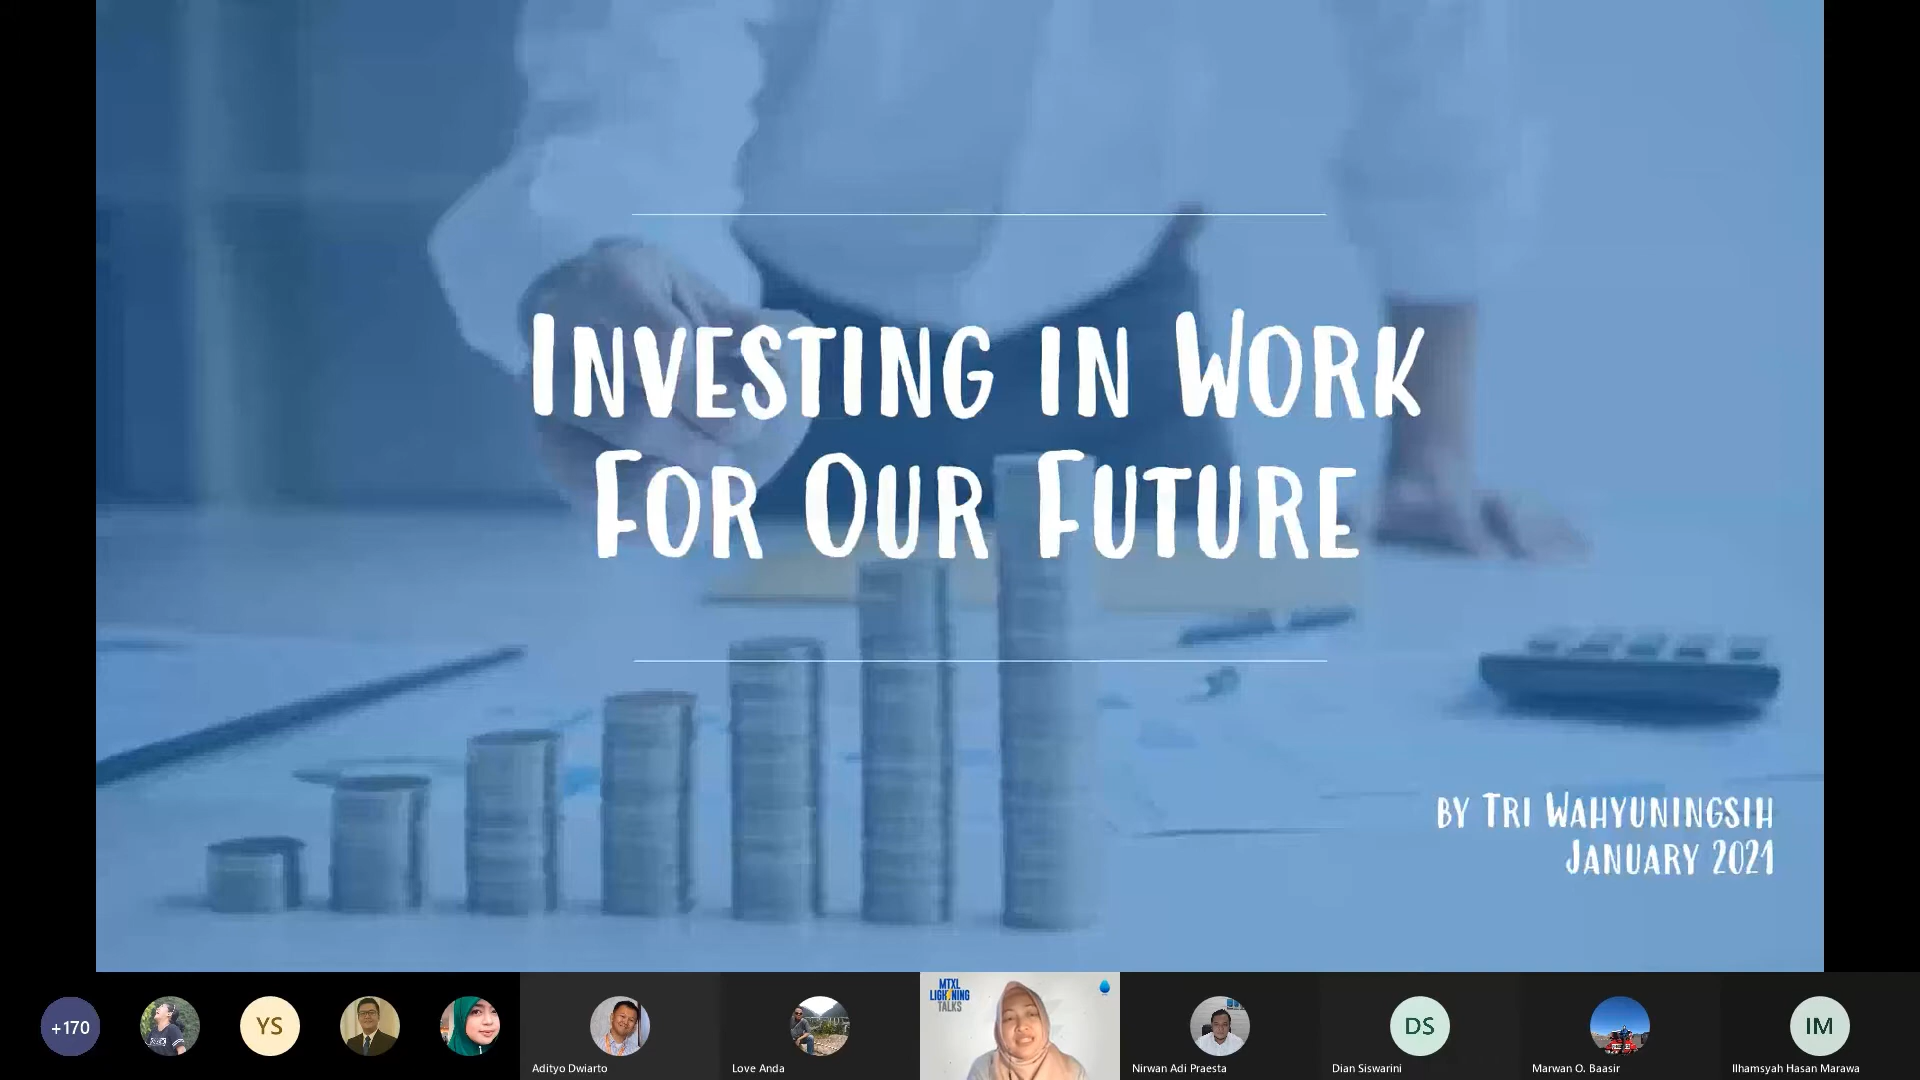 Investing in Work
For Our Future
by Tri Wahyuningsih
January 2021
+170
YS
Adityo Dwiarto
Love Anda
MTXL
LIGHTNING
TALKS
Nirwan Adi Praesta
DS
Dian Siswarini
Marwan O. Baasir
IM
Ilhamsyah Hasan Marawa